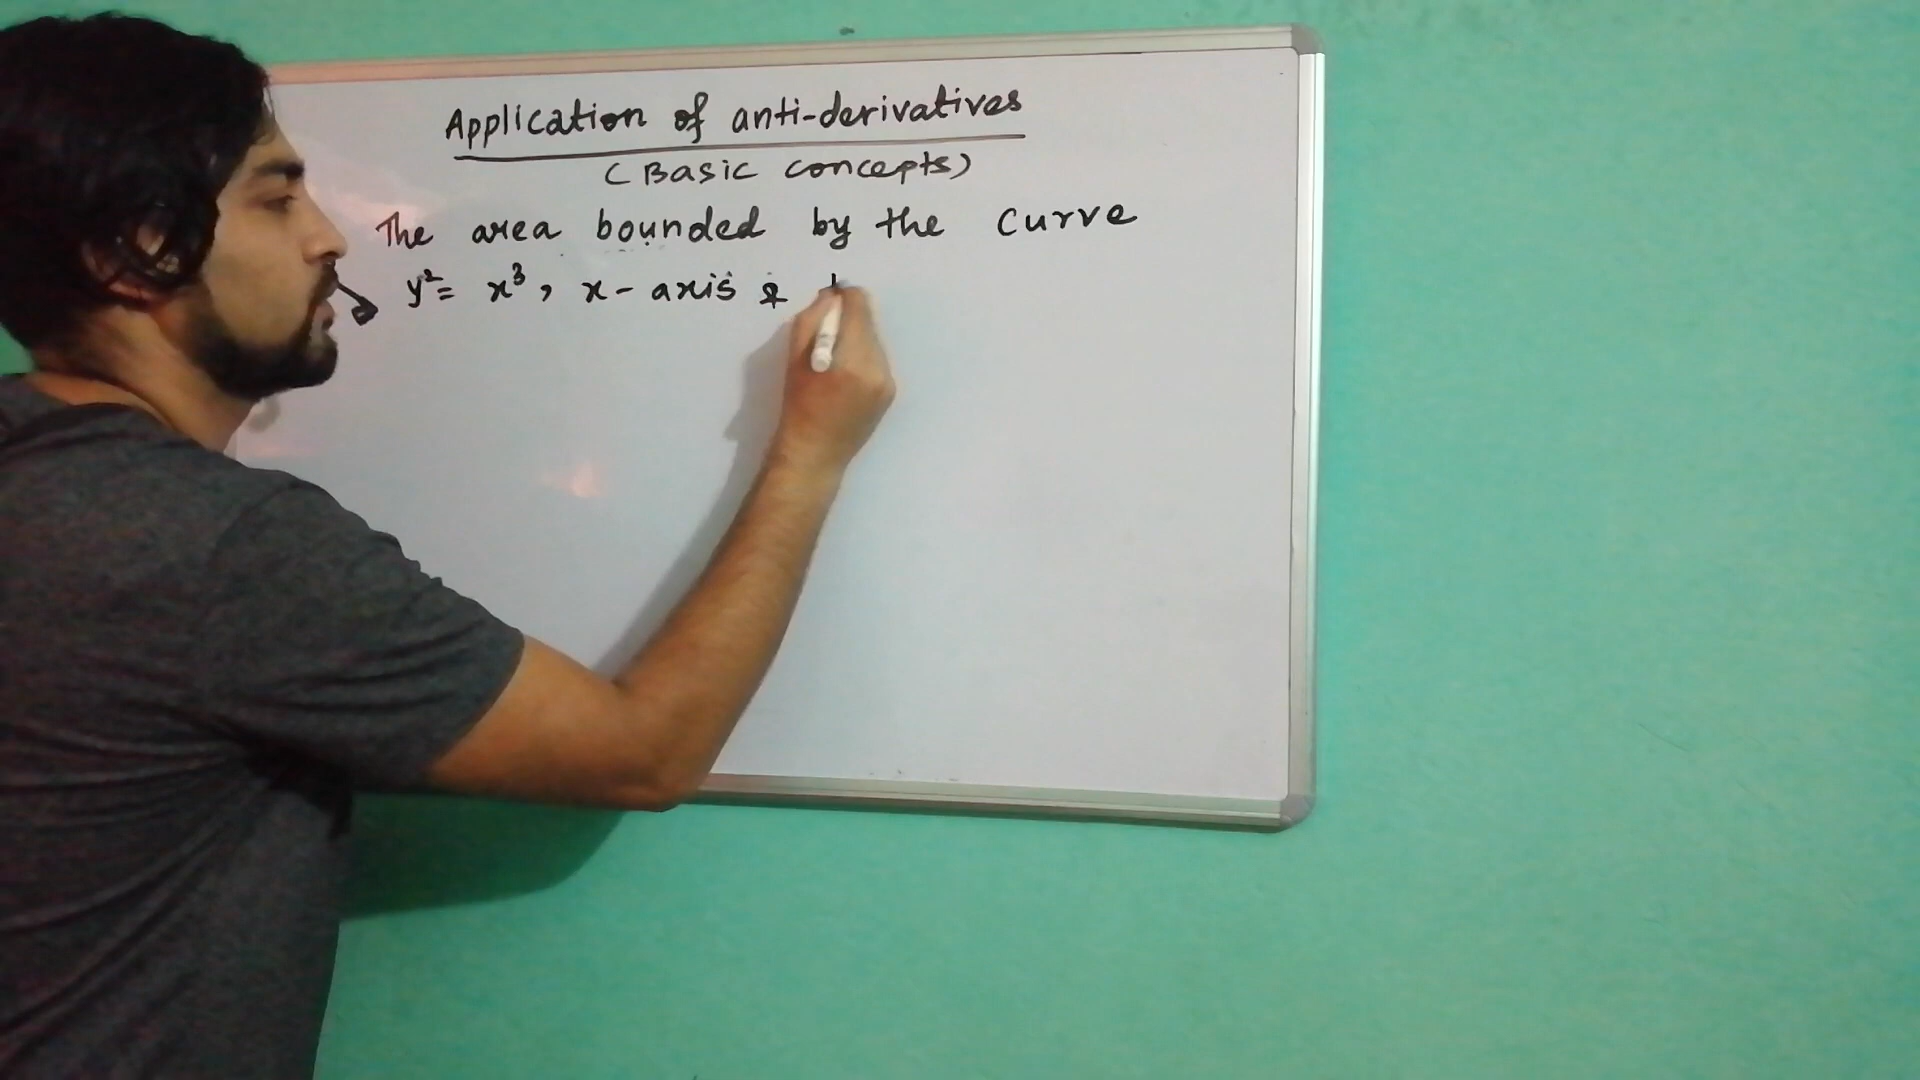 Application of anti-derivatives
(Basic concepts)
The area bounded by the curve
y² = x³, x-axis &